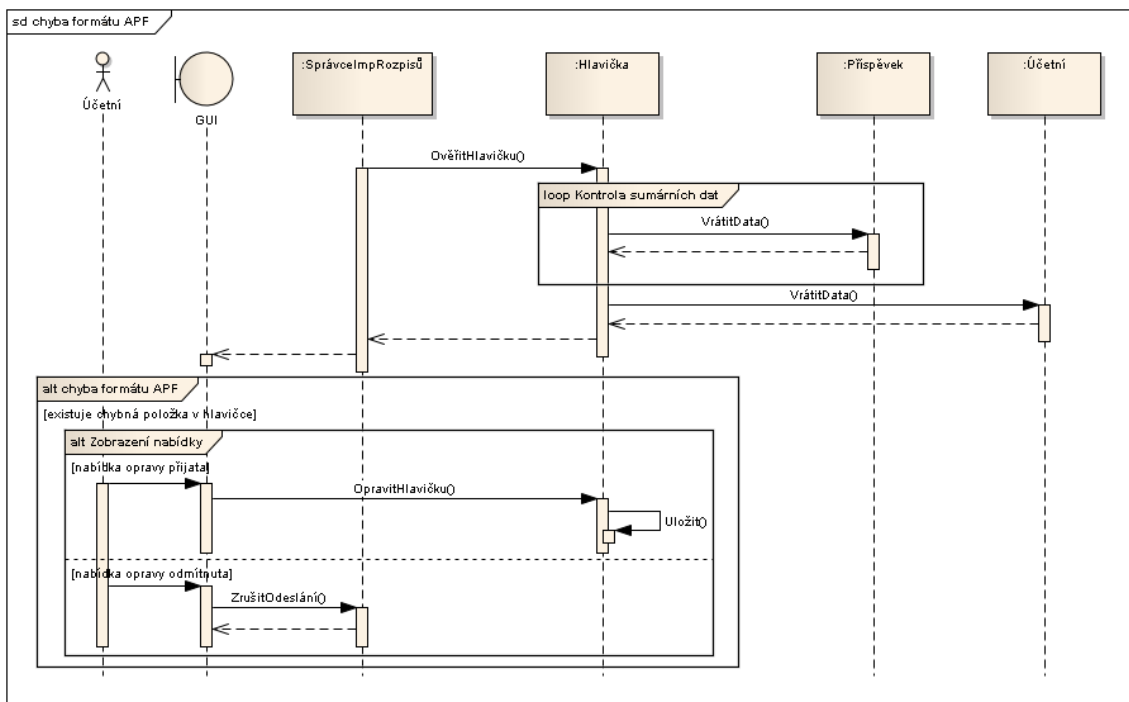 sd chyba formátu APF
:SprávceImpRozpisů
:Hlavička
:Příspěvek
:Účetní
Účetní
GUI
OvěřitHlavičku()
loop Kontrola sumárních dat
VrátitData()
VrátitData()
alt chyba formátu APF
[existuje chybná položka v hlavičce]
alt Zobrazení nabídky
[nabídka opravy přijata]
OpravitHlavičku()
Uložit()
[nabídka opravy odmítnuta]
ZrušitOdeslání()